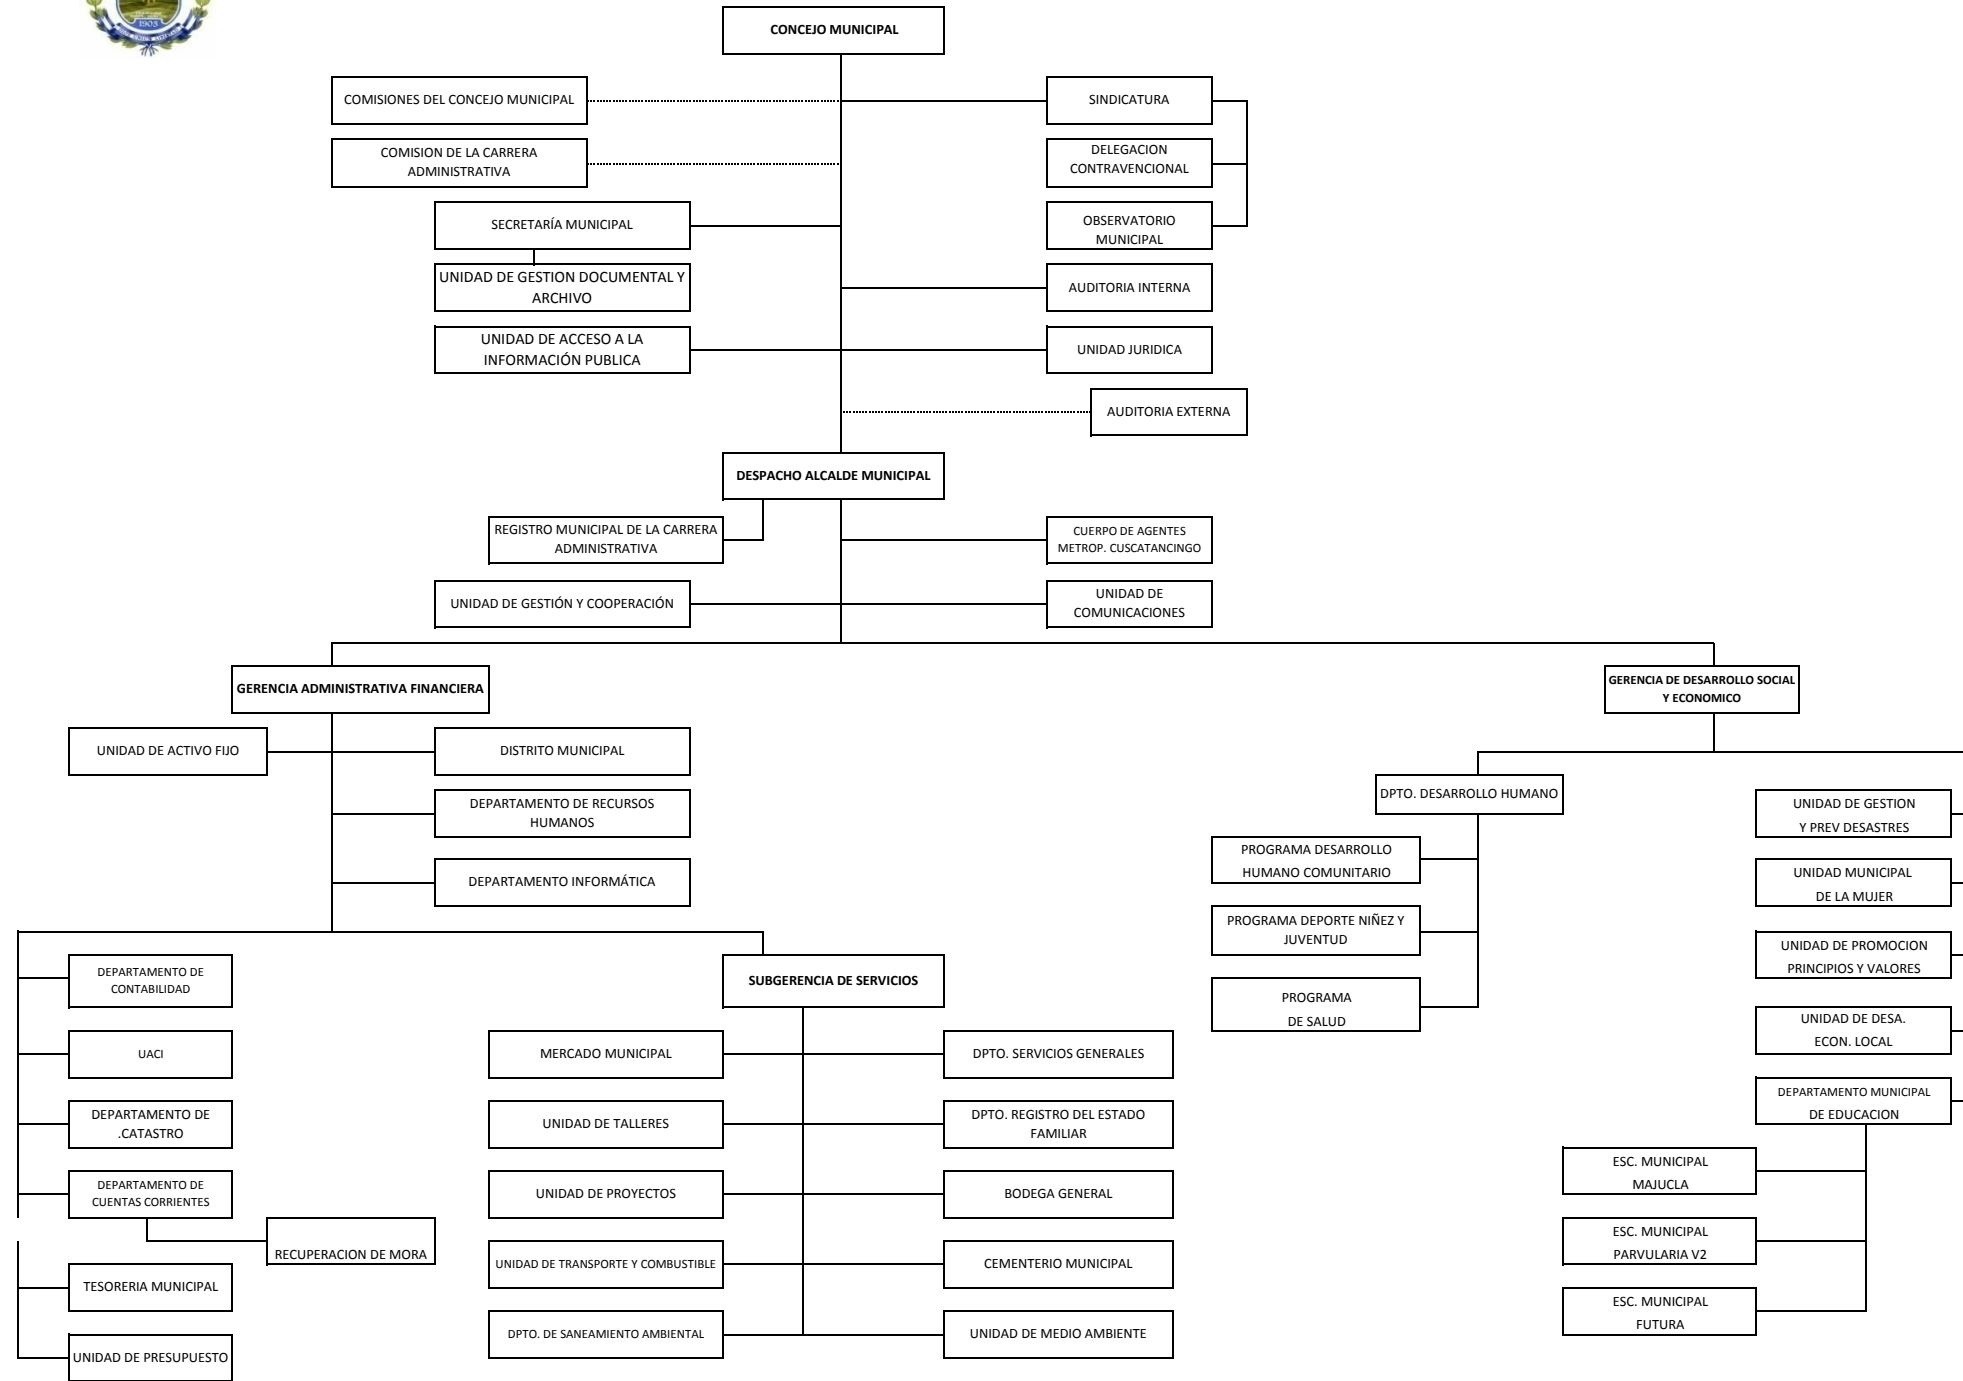 1903
CONCEJO MUNICIPAL
COMISIONES DEL CONCEJO MUNICIPAL
SINDICATURA
COMISION DE LA CARRERA
ADMINISTRATIVA
DELEGACION
CONTRAVENCIONAL
SECRETARÍA MUNICIPAL
OBSERVATORIO
MUNICIPAL
UNIDAD DE GESTION DOCUMENTAL Y
ARCHIVO
AUDITORIA INTERNA
UNIDAD DE ACCESO A LA
INFORMACIÓN PUBLICA
UNIDAD JURIDICA
AUDITORIA EXTERNA
DESPACHO ALCALDE MUNICIPAL
REGISTRO MUNICIPAL DE LA CARRERA
ADMINISTRATIVA
CUERPO DE AGENTES
METROP. CUSCATANCINGO
UNIDAD DE GESTIÓN Y COOPERACIÓN
UNIDAD DE
COMUNICACIONES
GERENCIA ADMINISTRATIVA FINANCIERA
GERENCIA DE DESARROLLO SOCIAL
Y ECONOMICO
UNIDAD DE ACTIVO FIJO
DISTRITO MUNICIPAL
DEPARTAMENTO DE RECURSOS
HUMANOS
DEPARTAMENTO INFORMÁTICA
DPTO. DESARROLLO HUMANO
PROGRAMA DESARROLLO
HUMANO COMUNITARIO
PROGRAMA DEPORTE NIÑEZ Y
JUVENTUD
PROGRAMA
DE SALUD
UNIDAD DE GESTION
Y PREV DESASTRES
UNIDAD MUNICIPAL
DE LA MUJER
UNIDAD DE PROMOCION
PRINCIPIOS Y VALORES
UNIDAD DE DESA.
ECON. LOCAL
DEPARTAMENTO MUNICIPAL
DE EDUCACION
ESC. MUNICIPAL
MAJUCLA
ESC. MUNICIPAL
PARVULARIA V2
ESC. MUNICIPAL
FUTURA
DEPARTAMENTO DE
CONTABILIDAD
UACI
DEPARTAMENTO DE
.CATASTRO
DEPARTAMENTO DE
CUENTAS CORRIENTES
RECUPERACION DE MORA
TESORERIA MUNICIPAL
UNIDAD DE PRESUPUESTO
SUBGERENCIA DE SERVICIOS
MERCADO MUNICIPAL
DPTO. SERVICIOS GENERALES
UNIDAD DE TALLERES
DPTO. REGISTRO DEL ESTADO
FAMILIAR
UNIDAD DE PROYECTOS
BODEGA GENERAL
UNIDAD DE TRANSPORTE Y COMBUSTIBLE
CEMENTERIO MUNICIPAL
DPTO. DE SANEAMIENTO AMBIENTAL
UNIDAD DE MEDIO AMBIENTE